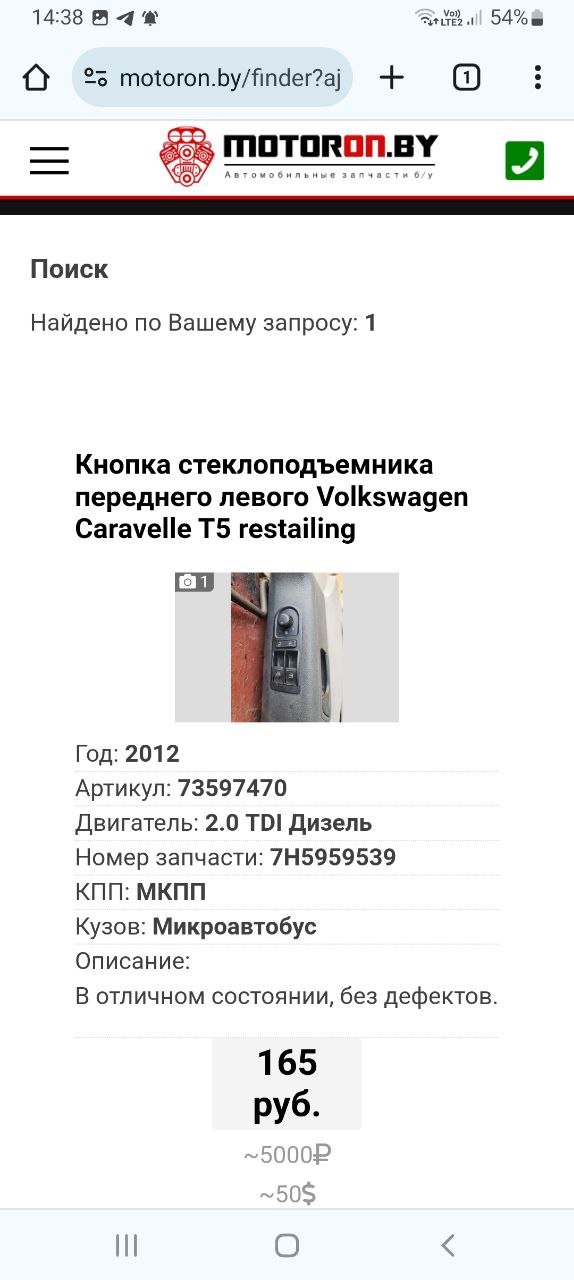 14:38
Vo)) LTE2 54%
motoron.by/finder?aj
1
MOTORON.BY
Автомобильные запчасти б/у
Поиск
Найдено по Вашему запросу: 1
Кнопка стеклоподъемника
переднего левого Volkswagen
Caravelle T5 restailing
1
Год: 2012
Артикул: 73597470
Двигатель: 2.0 TDI Дизель
Номер запчасти: 7H5959539
КПП: МКПП
Кузов: Микроавтобус
Описание:
В отличном состоянии, без дефектов.
165
руб.
~5000₽
~50$